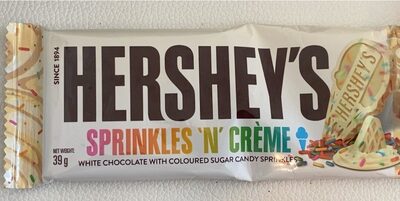 SINCE 1894
HERSHEY'S
HERSHEY'S
SPRINKLES 'N' CRÈME
NET WEIGHT:
39 g
WHITE CHOCOLATE WITH COLOURED SUGAR CANDY SPRINKLES